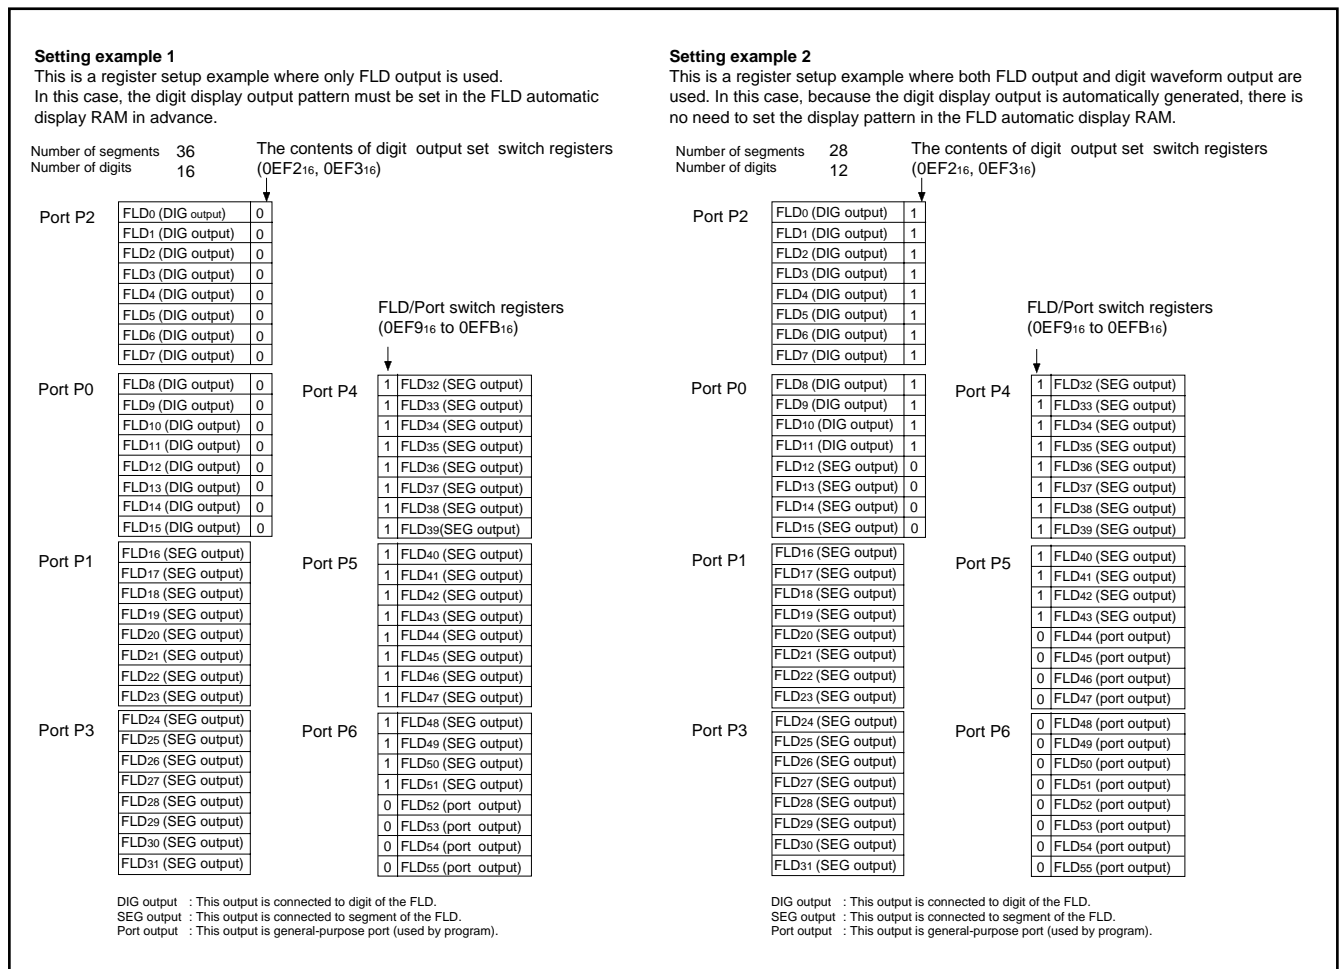 Setting example 1
This is a register setup example where only FLD output is used.
In this case, the digit display output pattern must be set in the FLD automatic
display RAM in advance.
Number of segments 36
Number of digits 16
The contents of digit output set switch registers
(0EF216, 0EF316)
Port P2
FLD0 (DIG output) 0
FLD1 (DIG output) 0
FLD2 (DIG output) 0
FLD3 (DIG output) 0
FLD4 (DIG output) 0
FLD5 (DIG output) 0
FLD6 (DIG output) 0
FLD7 (DIG output) 0
Port P0
FLD8 (DIG output) 0
FLD9 (DIG output) 0
FLD10 (DIG output) 0
FLD11 (DIG output) 0
FLD12 (DIG output) 0
FLD13 (DIG output) 0
FLD14 (DIG output) 0
FLD15 (DIG output) 0
Port P1
FLD16 (SEG output)
FLD17 (SEG output)
FLD18 (SEG output)
FLD19 (SEG output)
FLD20 (SEG output)
FLD21 (SEG output)
FLD22 (SEG output)
FLD23 (SEG output)
Port P3
FLD24 (SEG output)
FLD25 (SEG output)
FLD26 (SEG output)
FLD27 (SEG output)
FLD28 (SEG output)
FLD29 (SEG output)
FLD30 (SEG output)
FLD31 (SEG output)
FLD/Port switch registers
(0EF916 to 0EFB16)
Port P4
1 FLD32 (SEG output)
1 FLD33 (SEG output)
1 FLD34 (SEG output)
1 FLD35 (SEG output)
1 FLD36 (SEG output)
1 FLD37 (SEG output)
1 FLD38 (SEG output)
1 FLD39(SEG output)
Port P5
1 FLD40 (SEG output)
1 FLD41 (SEG output)
1 FLD42 (SEG output)
1 FLD43 (SEG output)
1 FLD44 (SEG output)
1 FLD45 (SEG output)
1 FLD46 (SEG output)
1 FLD47 (SEG output)
Port P6
1 FLD48 (SEG output)
1 FLD49 (SEG output)
1 FLD50 (SEG output)
1 FLD51 (SEG output)
0 FLD52 (port output)
0 FLD53 (port output)
0 FLD54 (port output)
0 FLD55 (port output)
DIG output : This output is connected to digit of the FLD.
SEG output : This output is connected to segment of the FLD.
Port output : This output is general-purpose port (used by program).
Setting example 2
This is a register setup example where both FLD output and digit waveform output are
used. In this case, because the digit display output is automatically generated, there is
no need to set the display pattern in the FLD automatic display RAM.
Number of segments 28
Number of digits 12
The contents of digit output set switch registers
(0EF216, 0EF316)
Port P2
FLD0 (DIG output) 1
FLD1 (DIG output) 1
FLD2 (DIG output) 1
FLD3 (DIG output) 1
FLD4 (DIG output) 1
FLD5 (DIG output) 1
FLD6 (DIG output) 1
FLD7 (DIG output) 1
Port P0
FLD8 (DIG output) 1
FLD9 (DIG output) 1
FLD10 (DIG output) 1
FLD11 (DIG output) 1
FLD12 (SEG output) 0
FLD13 (SEG output) 0
FLD14 (SEG output) 0
FLD15 (SEG output) 0
Port P1
FLD16 (SEG output)
FLD17 (SEG output)
FLD18 (SEG output)
FLD19 (SEG output)
FLD20 (SEG output)
FLD21 (SEG output)
FLD22 (SEG output)
FLD23 (SEG output)
Port P3
FLD24 (SEG output)
FLD25 (SEG output)
FLD26 (SEG output)
FLD27 (SEG output)
FLD28 (SEG output)
FLD29 (SEG output)
FLD30 (SEG output)
FLD31 (SEG output)
FLD/Port switch registers
(0EF916 to 0EFB16)
Port P4
1 FLD32 (SEG output)
1 FLD33 (SEG output)
1 FLD34 (SEG output)
1 FLD35 (SEG output)
1 FLD36 (SEG output)
1 FLD37 (SEG output)
1 FLD38 (SEG output)
1 FLD39 (SEG output)
Port P5
1 FLD40 (SEG output)
1 FLD41 (SEG output)
1 FLD42 (SEG output)
1 FLD43 (SEG output)
0 FLD44 (port output)
0 FLD45 (port output)
0 FLD46 (port output)
0 FLD47 (port output)
Port P6
0 FLD48 (port output)
0 FLD49 (port output)
0 FLD50 (port output)
0 FLD51 (port output)
0 FLD52 (port output)
0 FLD53 (port output)
0 FLD54 (port output)
0 FLD55 (port output)
DIG output : This output is connected to digit of the FLD.
SEG output : This output is connected to segment of the FLD.
Port output : This output is general-purpose port (used by program).